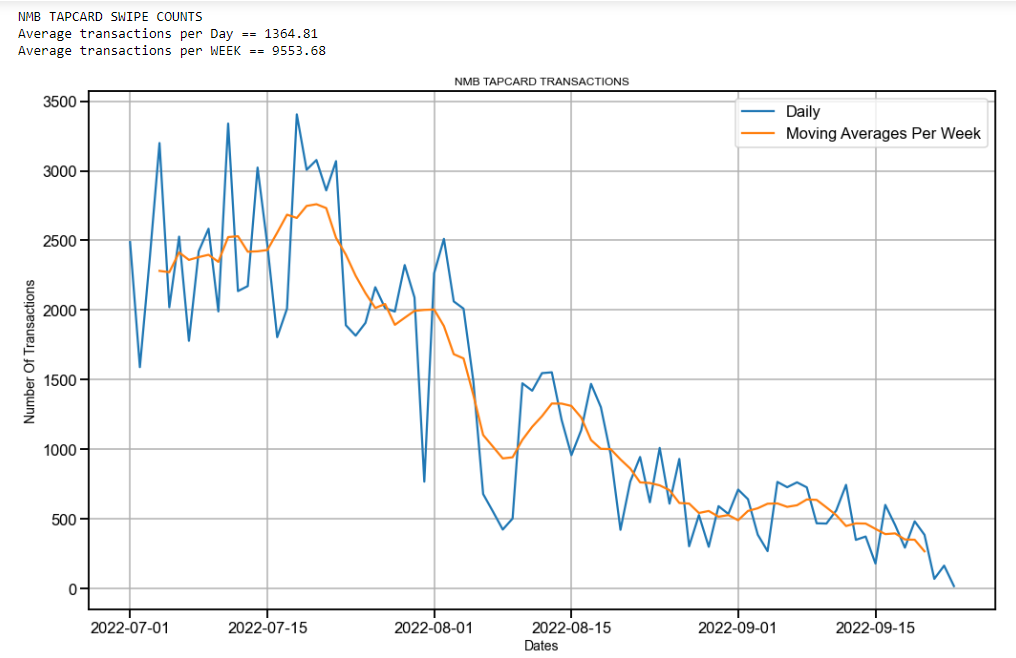 NMB TAPCARD SWIPE COUNTS
Average transactions per Day == 1364.81
Average transactions per WEEK == 9553.68
NMB TAPCARD TRANSACTIONS
Daily
Moving Averages Per Week
Number Of Transactions
3500
3000
2500
2000
1500
1000
500
0
2022-07-01 2022-07-15 2022-08-01 2022-08-15 2022-09-01 2022-09-15
Dates